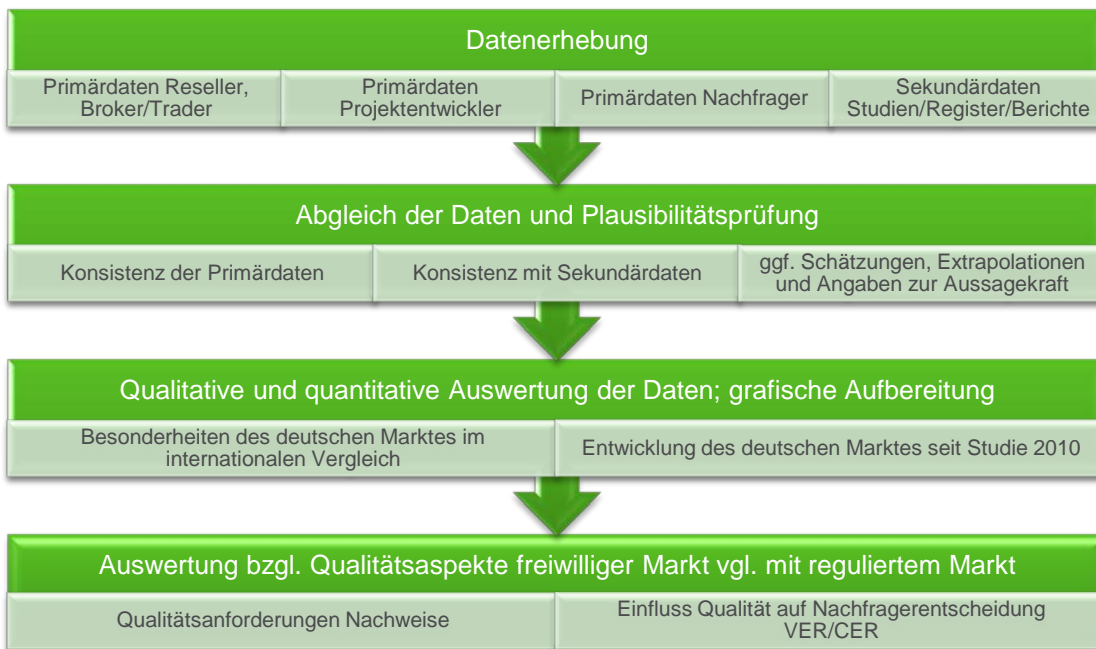 Datenerhebung
Primärdaten Reseller,
Broker/Trader
Primärdaten
Projektentwickler
Primärdaten Nachfrager
Sekundärdaten
Studien/Register/Berichte
Abgleich der Daten und Plausibilitätsprüfung
Konsistenz der Primärdaten
Konsistenz mit Sekundärdaten
ggf. Schätzungen, Extrapolationen
und Angaben zur Aussagekraft
Qualitative und quantitative Auswertung der Daten; grafische Aufbereitung
Besonderheiten des deutschen Marktes im
internationalen Vergleich
Entwicklung des deutschen Marktes seit Studie 2010
Auswertung bzgl. Qualitätsaspekte freiwilliger Markt vgl. mit reguliertem Markt
Qualitätsanforderungen Nachweise
Einfluss Qualität auf Nachfragerentscheidung
VER/CER